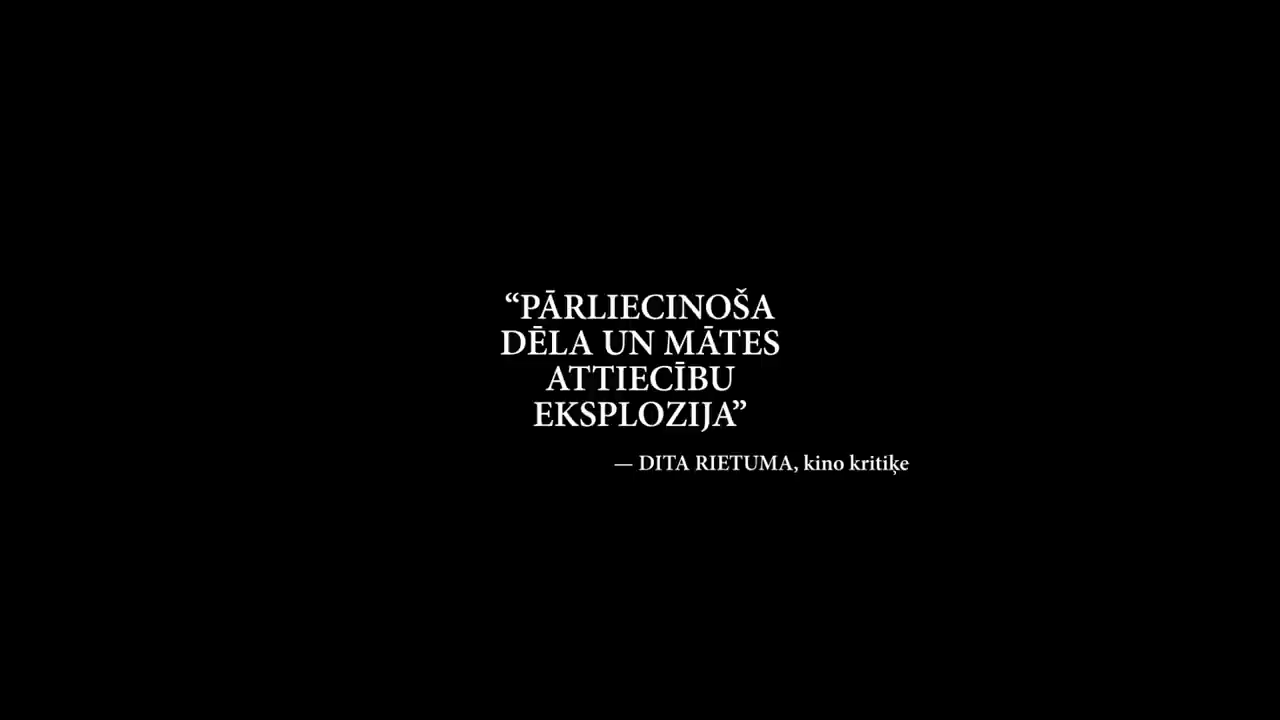 “PĀRLIECINOŠA
DĒLA UN MĀTES
ATTIECĪBU
EKSPLOZIJA”
— DITA RIETUMA, kino kritiķe